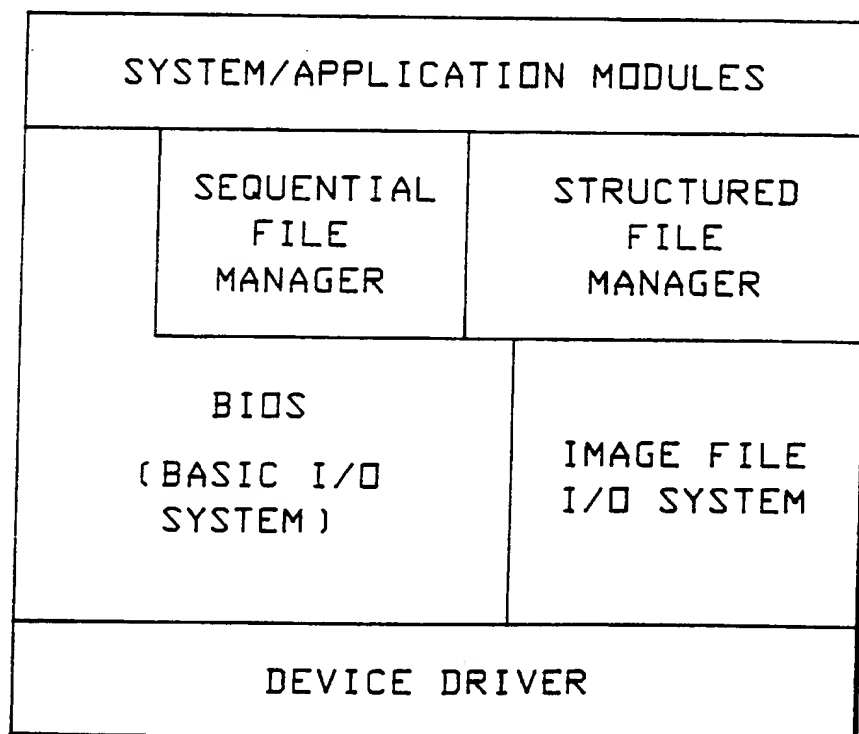 SYSTEM/APPLICATION MODULES
SEQUENTIAL
FILE
MANAGER
STRUCTURED
FILE
MANAGER
BIOS
(BASIC I/O
SYSTEM)
IMAGE FILE
I/O SYSTEM
DEVICE DRIVER